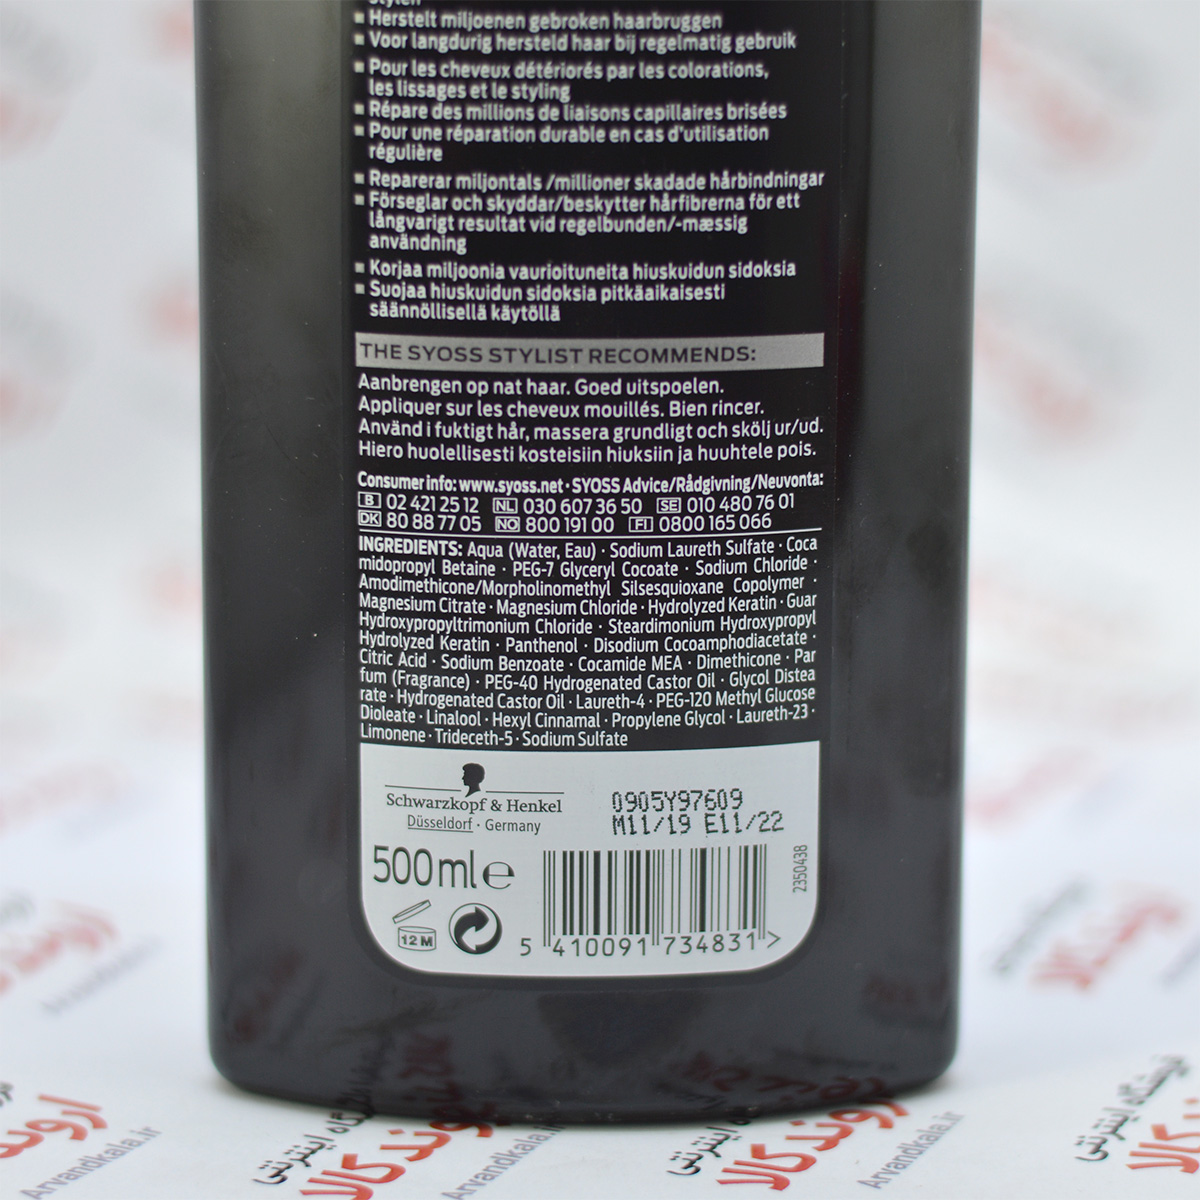 stylen
▪ Herstelt miljoenen gebroken haarbruggen
▪ Voor langdurig hersteld haar bij regelmatig gebruik
▪ Pour les cheveux détériorés par les colorations,
les lissages et le styling
▪ Répare des millions de liaisons capillaires brisées
▪ Pour une réparation durable en cas d'utilisation
régulière
▪ Reparerar miljontals /millioner skadade hårbindningar
▪ Förseglar och skyddar/beskytter hårfibrerna för ett
långvarigt resultat vid regelbunden/-mæssig
användning
▪ Korjaa miljoonia vaurioituneita hiuskuidun sidoksia
▪ Suojaa hiuskuidun sidoksia pitkäaikaisesti
säännöllisellä käytöllä
THE SYOSS STYLIST RECOMMENDS:
Aanbrengen op nat haar. Goed uitspoelen.
Appliquer sur les cheveux mouillés. Bien rincer.
Använd i fuktigt hår, massera grundligt och skölj ur/ud.
Hiero huolellisesti kosteisiin hiuksiin ja huuhtele pois.
Consumer info: www.syoss.net · SYOSS Advice/Rådgivning/Neuvonta:
B 02 421 25 12 NL 030 607 36 50 SE 010 480 76 01
DK 80 88 77 05 NO 800 191 00 FI 0800 165 066
INGREDIENTS: Aqua (Water, Eau) · Sodium Laureth Sulfate · Coca
midopropyl Betaine · PEG-7 Glyceryl Cocoate · Sodium Chloride ·
Amodimethicone/Morpholinomethyl Silsesquioxane Copolymer ·
Magnesium Citrate · Magnesium Chloride · Hydrolyzed Keratin · Guar
Hydroxypropyltrimonium Chloride · Steardimonium Hydroxypropyl
Hydrolyzed Keratin · Panthenol · Disodium Cocoamphodiacetate ·
Citric Acid · Sodium Benzoate · Cocamide MEA · Dimethicone · Par
fum (Fragrance) · PEG-40 Hydrogenated Castor Oil · Glycol Distea
rate · Hydrogenated Castor Oil · Laureth-4 · PEG-120 Methyl Glucose
Dioleate · Linalool · Hexyl Cinnamal · Propylene Glycol · Laureth-23 ·
Limonene · Trideceth-5 · Sodium Sulfate
Schwarzkopf & Henkel
Düsseldorf · Germany
0905Y97609
M11/19 E11/22
500ml ℮
2350438
12 M
5 410091 734831 >
فروشگاه اینترنتی
اروند کالا
Arvandkala.ir